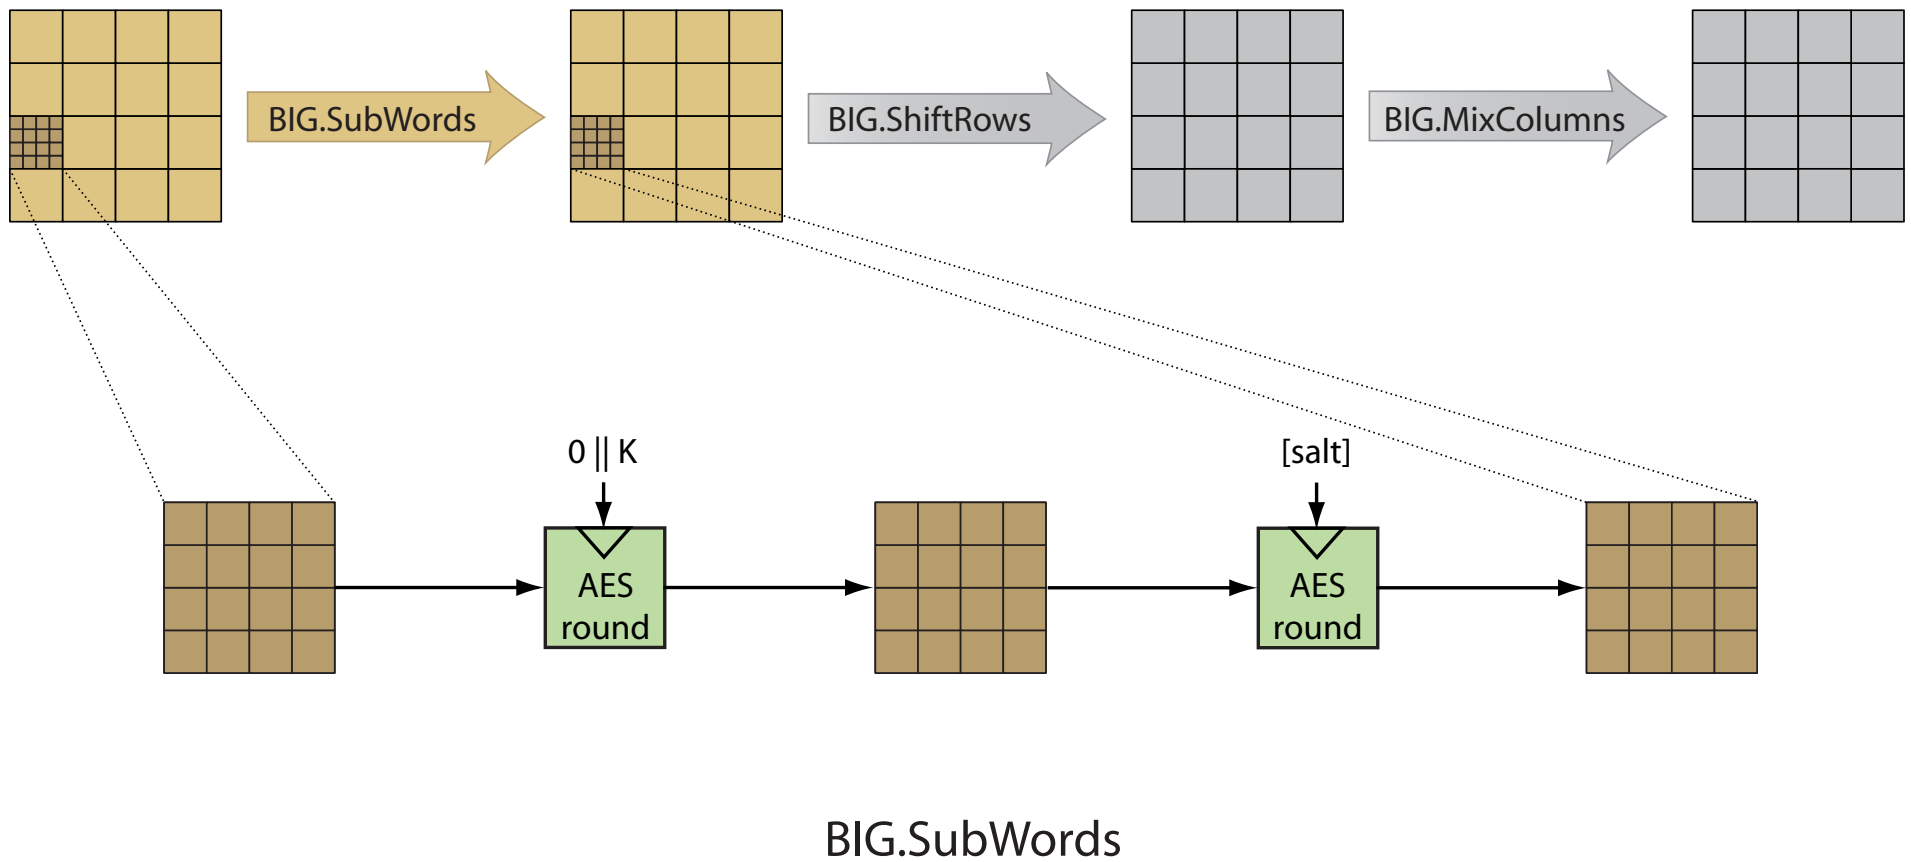 BIG.SubWords
BIG.ShiftRows
BIG.MixColumns
0 || K
[salt]
AES
round
AES
round
BIG.SubWords